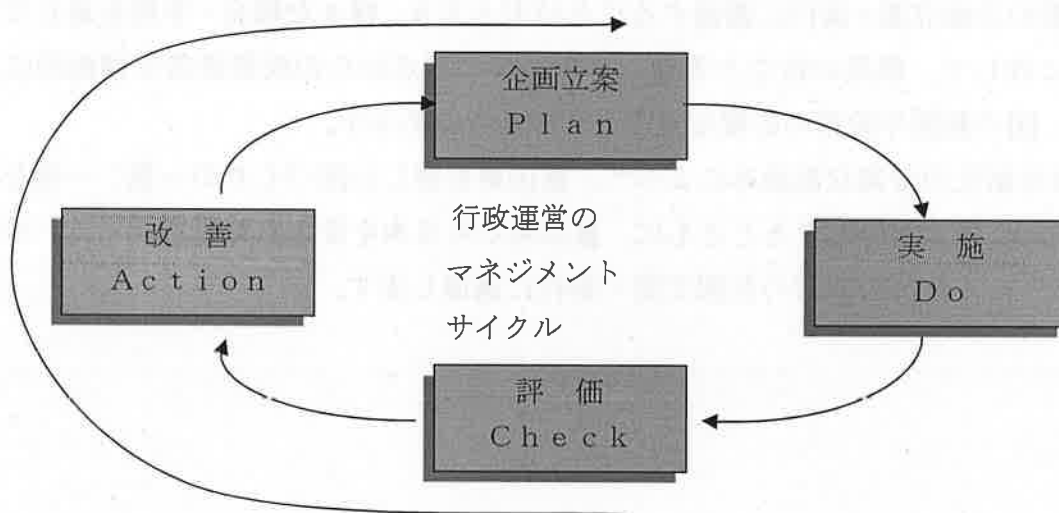 企画立案
Plan
改 善
Action
行政運営の
マネジメント
サイクル
実 施
Do
評 価
Check